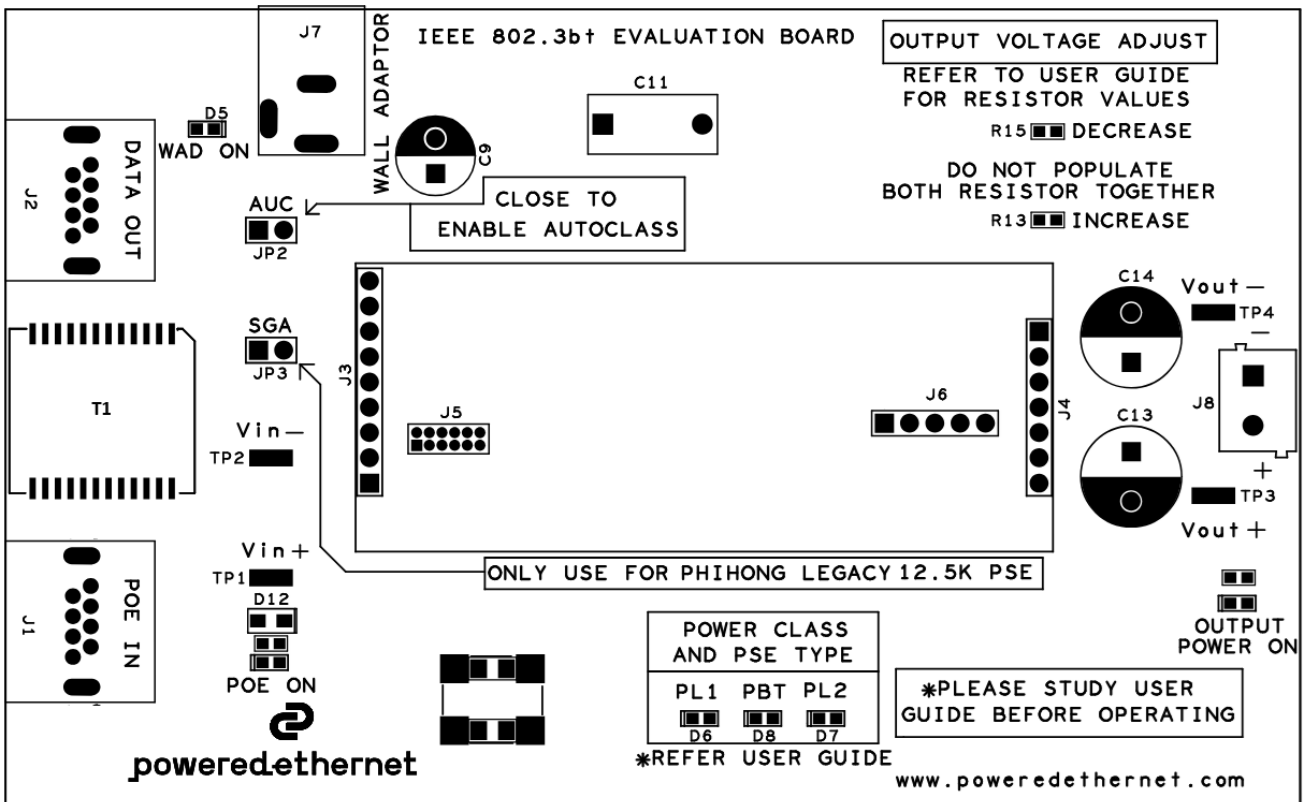 J7
WALL ADAPTOR
IEEE 802.3bt EVALUATION BOARD
OUTPUT VOLTAGE ADJUST
REFER TO USER GUIDE
FOR RESISTOR VALUES
R15 DECREASE
DO NOT POPULATE
BOTH RESISTOR TOGETHER
R13 INCREASE
C11
C9
D5
WAD ON
J2
DATA OUT
AUC
JP2
CLOSE TO
ENABLE AUTOCLASS
SGA
JP3
T1
J3
J5
J6
J4
C14
C13
Vout-
TP4
-
J8
+
TP3
Vout+
Vin-
TP2
Vin+
TP1
D12
POE ON
J1
POE IN
ONLY USE FOR PHIHONG LEGACY 12.5K PSE
OUTPUT
POWER ON
POWER CLASS
AND PSE TYPE
PL1 PBT PL2
D6 D8 D7
*REFER USER GUIDE
*PLEASE STUDY USER
GUIDE BEFORE OPERATING
poweredethernet
www.poweredethernet.com